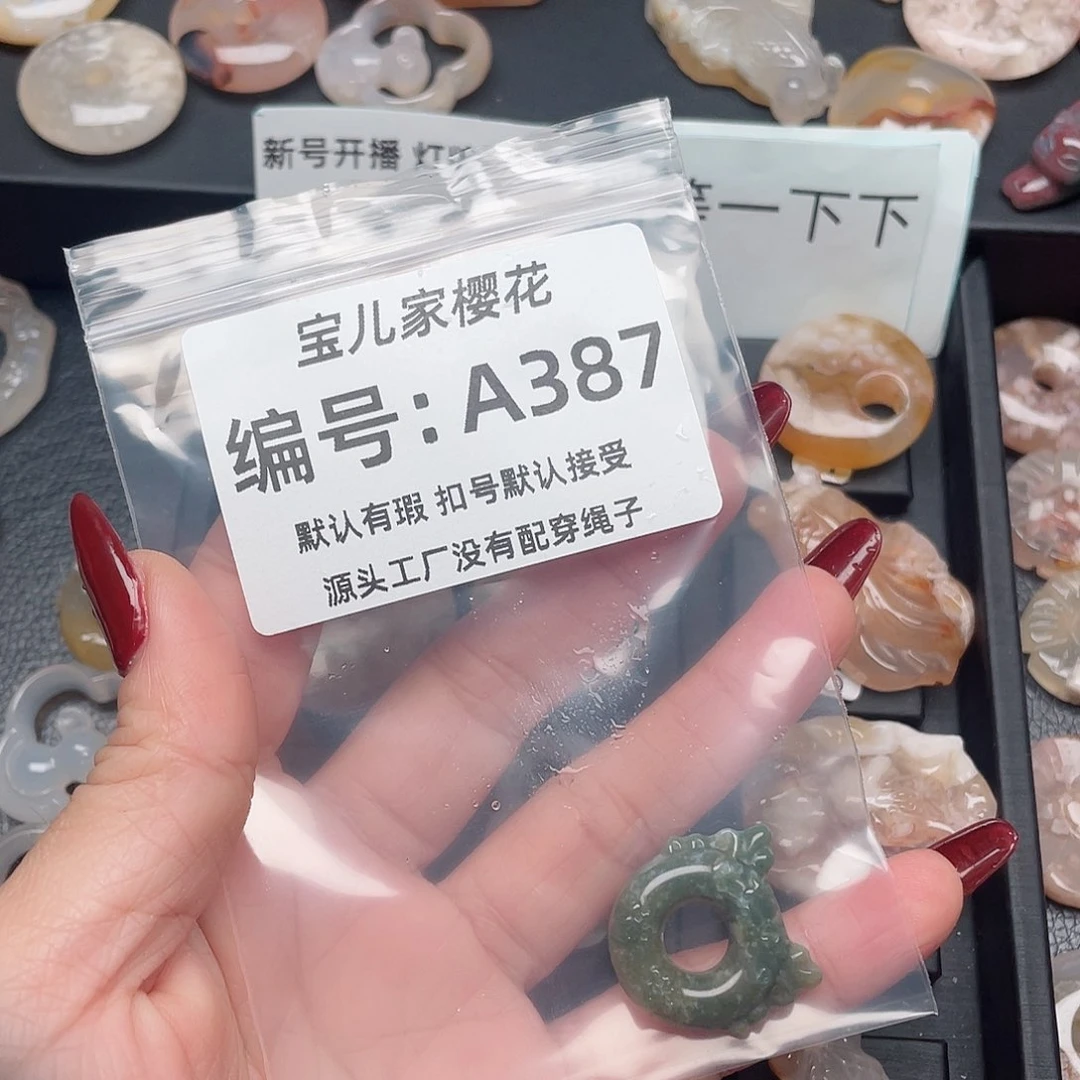 新号开播
一下下
宝儿家樱花
编号:A387
默认有瑕 扣号默认接受
源头工厂没有配穿绳子